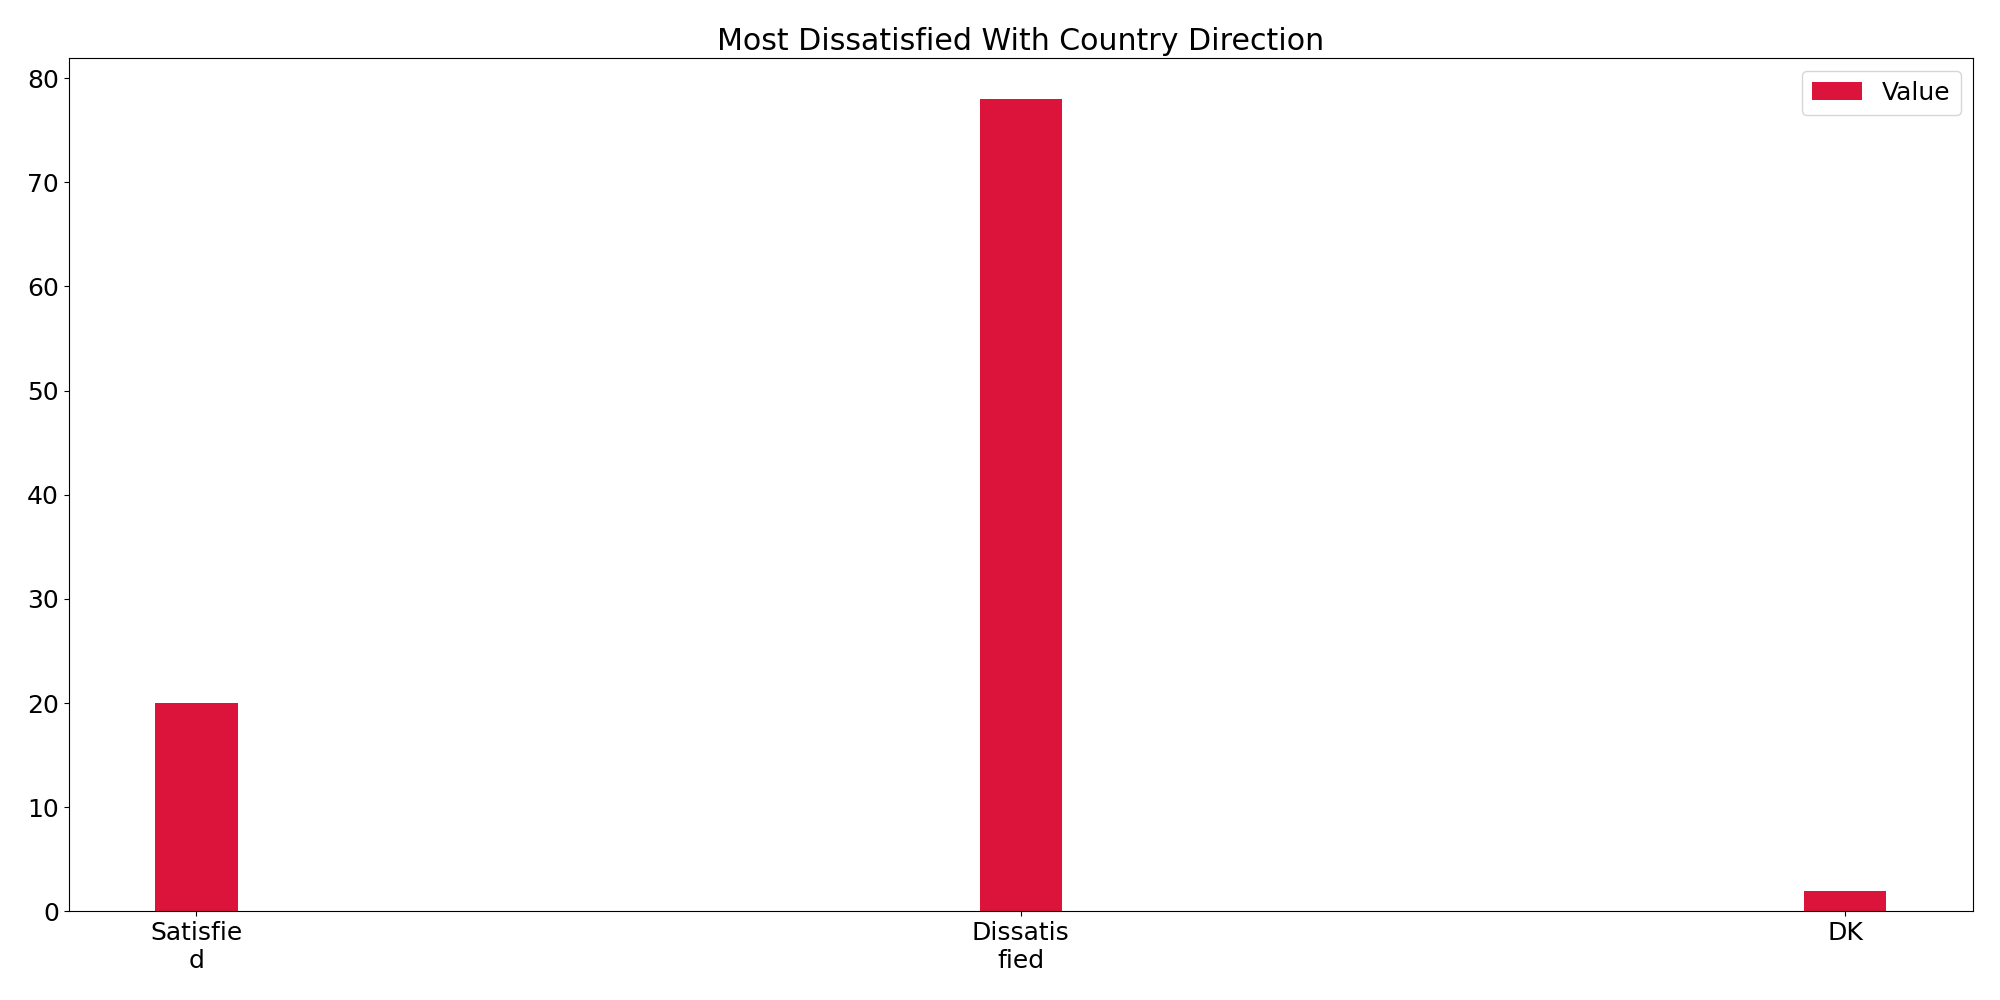 Most Dissatisfied With Country Direction
Value
80
70
60
50
40
30
20
10
0
Satisfie
d
Dissatis
fied
DK